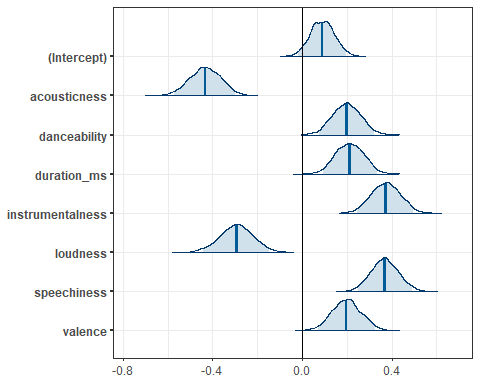 (Intercept)
acousticness
danceability
duration_ms
instrumentalness
loudness
speechiness
valence
-0.8 -0.4 0.0 0.4